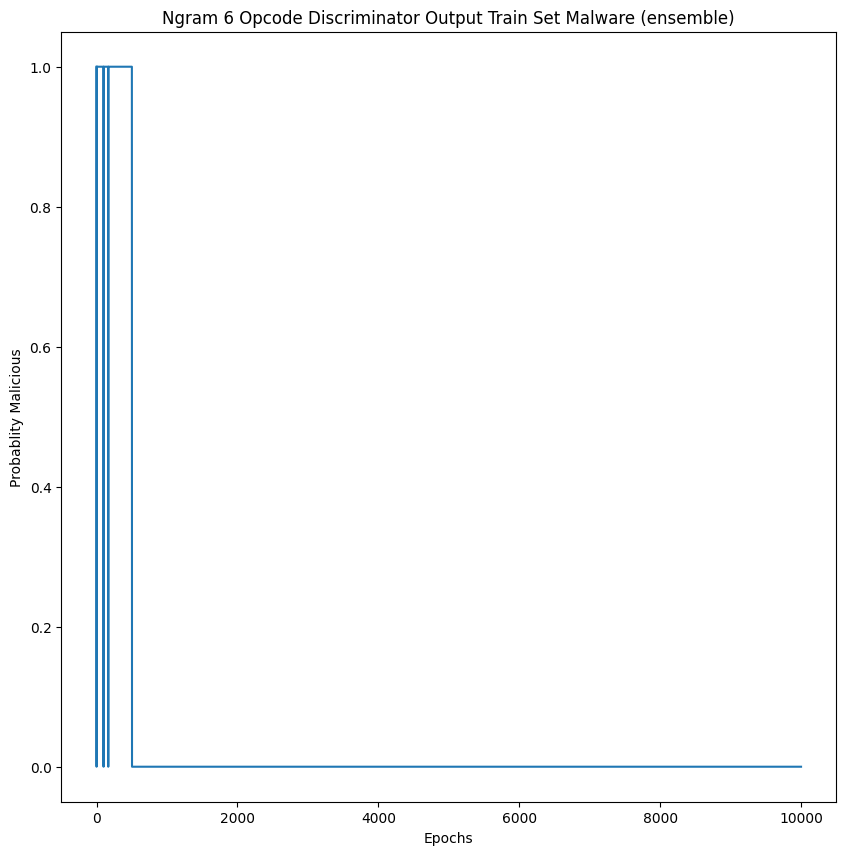 Ngram 6 Opcode Discriminator Output Train Set Malware (ensemble)
1.0
0.8
0.6
0.4
0.2
0.0
Probablity Malicious
0 2000 4000 6000 8000 10000
Epochs